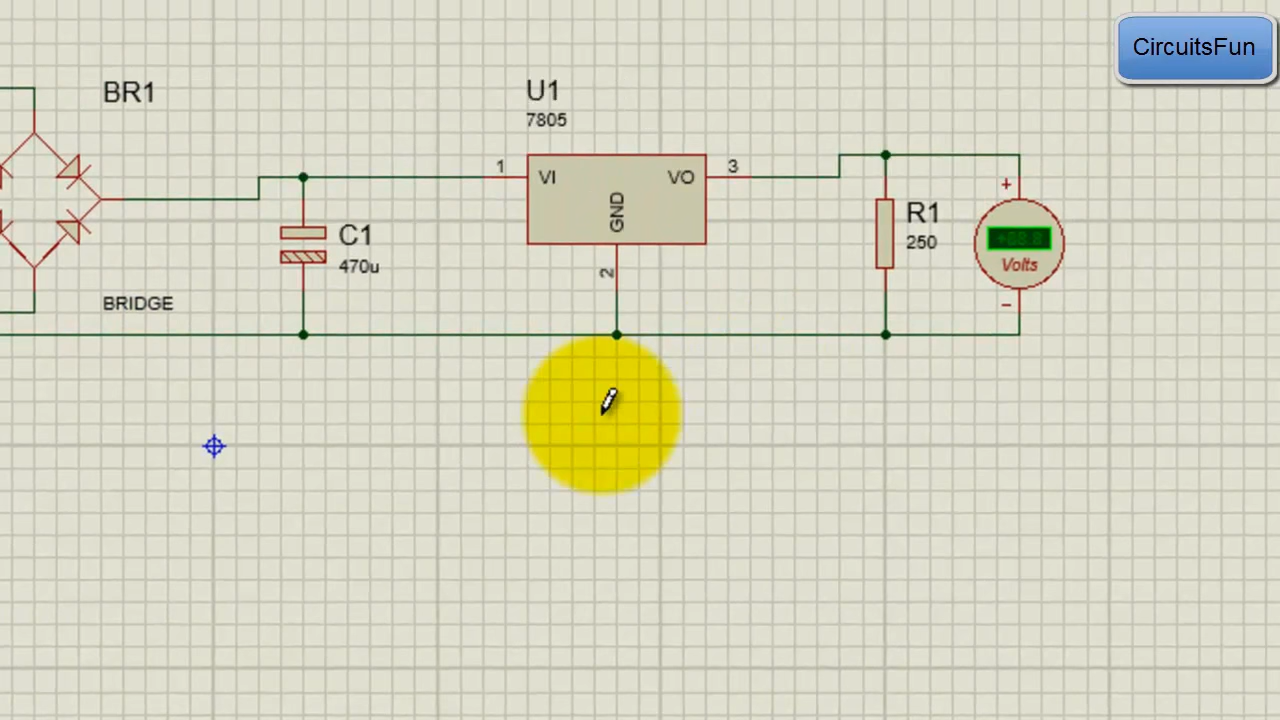 CircuitsFun
BR1
BRIDGE
C1
470u
U1
7805
1
VI
VO
3
GND
2
R1
250
+
Volts
−